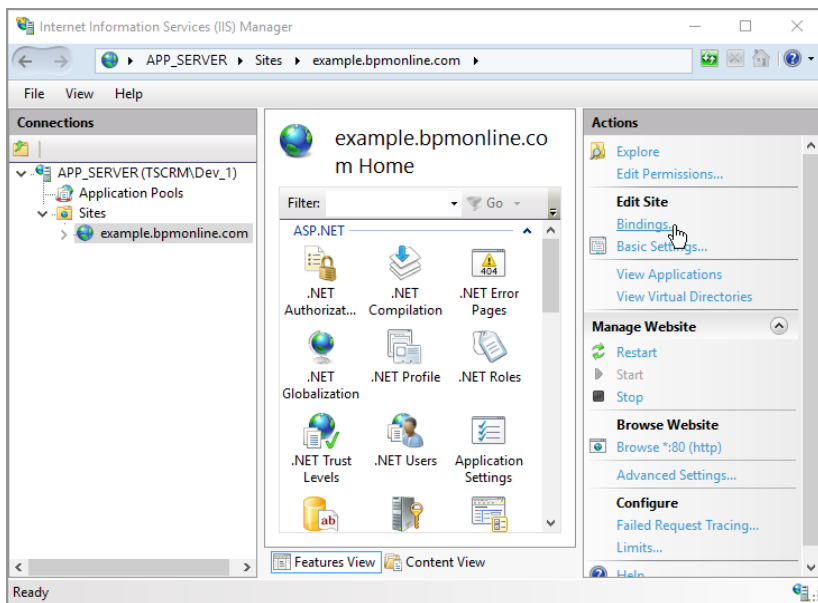 Internet Information Services (IIS) Manager
APP_SERVER
Sites
example.bpmonline.com
File View Help
Connections
APP_SERVER (TSCRM\Dev_1)
Application Pools
Sites
example.bpmonline.com
example.bpmonline.co
m Home
Filter:
Go
ASP.NET
.NET
Authorizat...
.NET
Compilation
404
.NET Error
Pages
.NET
Globalization
.NET Profile
.NET Roles
.NET Trust
Levels
.NET Users
Application
Settings
ab
Features View
Content View
Actions
Explore
Edit Permissions...
Edit Site
Bindings...
Basic Settings...
View Applications
View Virtual Directories
Manage Website
Restart
Start
Stop
Browse Website
Browse *:80 (http)
Advanced Settings...
Configure
Failed Request Tracing...
Limits...
Help
Ready